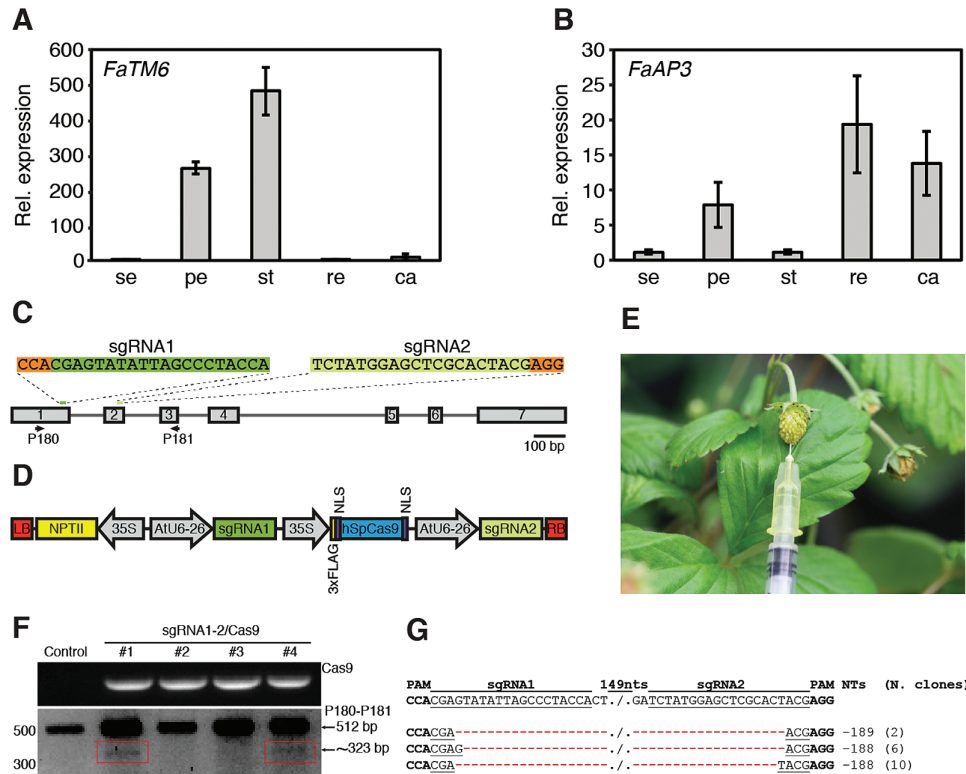 A
FaTM6
Rel. expression
600
500
400
300
200
100
0
se pe st re ca
B
FaAP3
Rel. expression
30
25
20
15
10
5
0
se pe st re ca
C
sgRNA1 sgRNA2
CCACGAGTATATTAGCCCTACCA TCTATGGAGCTCGCACTACGAGG
1 2 3 4 5 6 7
P180 P181
100 bp
D
LB NPTII 35S AtU6-26 sgRNA1 35S 3xFLAG NLS hSpCas9 NLS AtU6-26 sgRNA2 RB
E
F
sgRNA1-2/Cas9
Control #1 #2 #3 #4
Cas9
P180-P181
500 512 bp
~323 bp
300
G
PAM sgRNA1 149nts sgRNA2 PAM NTs (N. clones)
CCACGAGTATATTAGCCCTACCACT./.GATCTATGGAGCTCGCACTACGAGG
CCACGA------------------./.------------------ACGAGG -189 (2)
CCACGAG-----------------./.------------------ACGAGG -188 (6)
CCACGA------------------./.-----------------TACGAGG -188 (10)